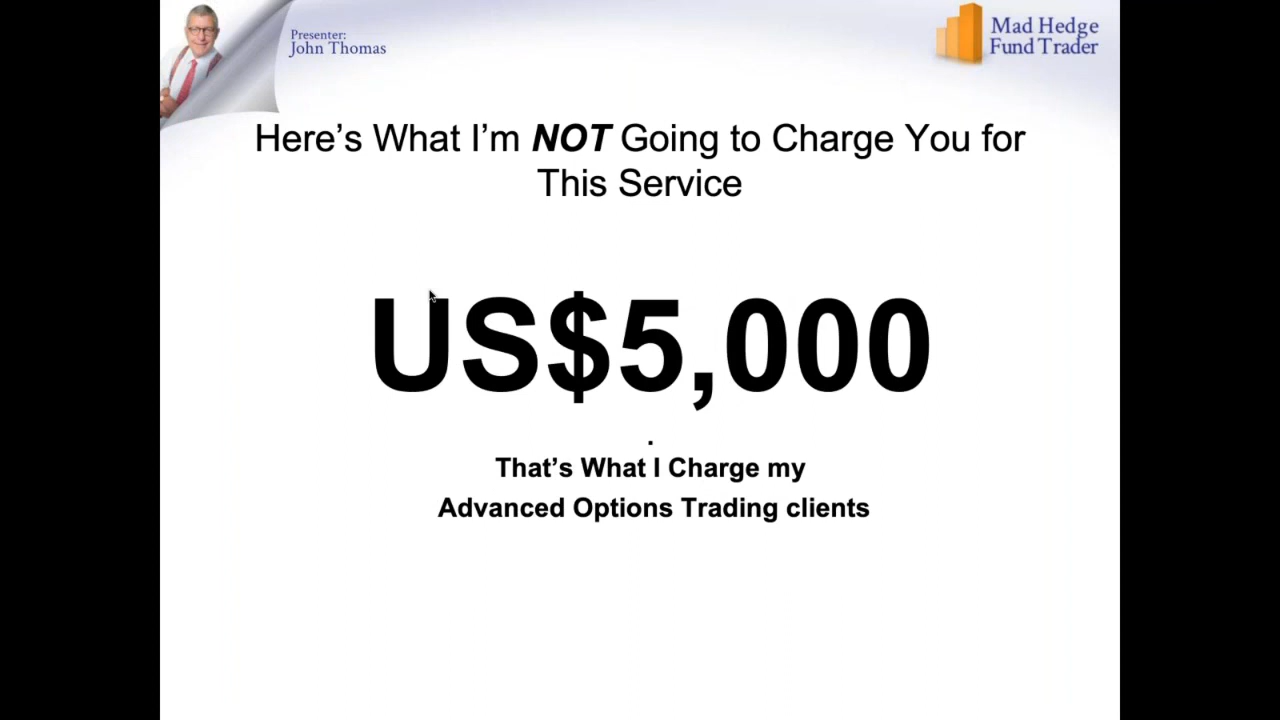 Presenter:
John Thomas
Mad Hedge
Fund Trader
Here’s What I’m NOT Going to Charge You for
This Service
US$5,000
.
That’s What I Charge my
Advanced Options Trading clients